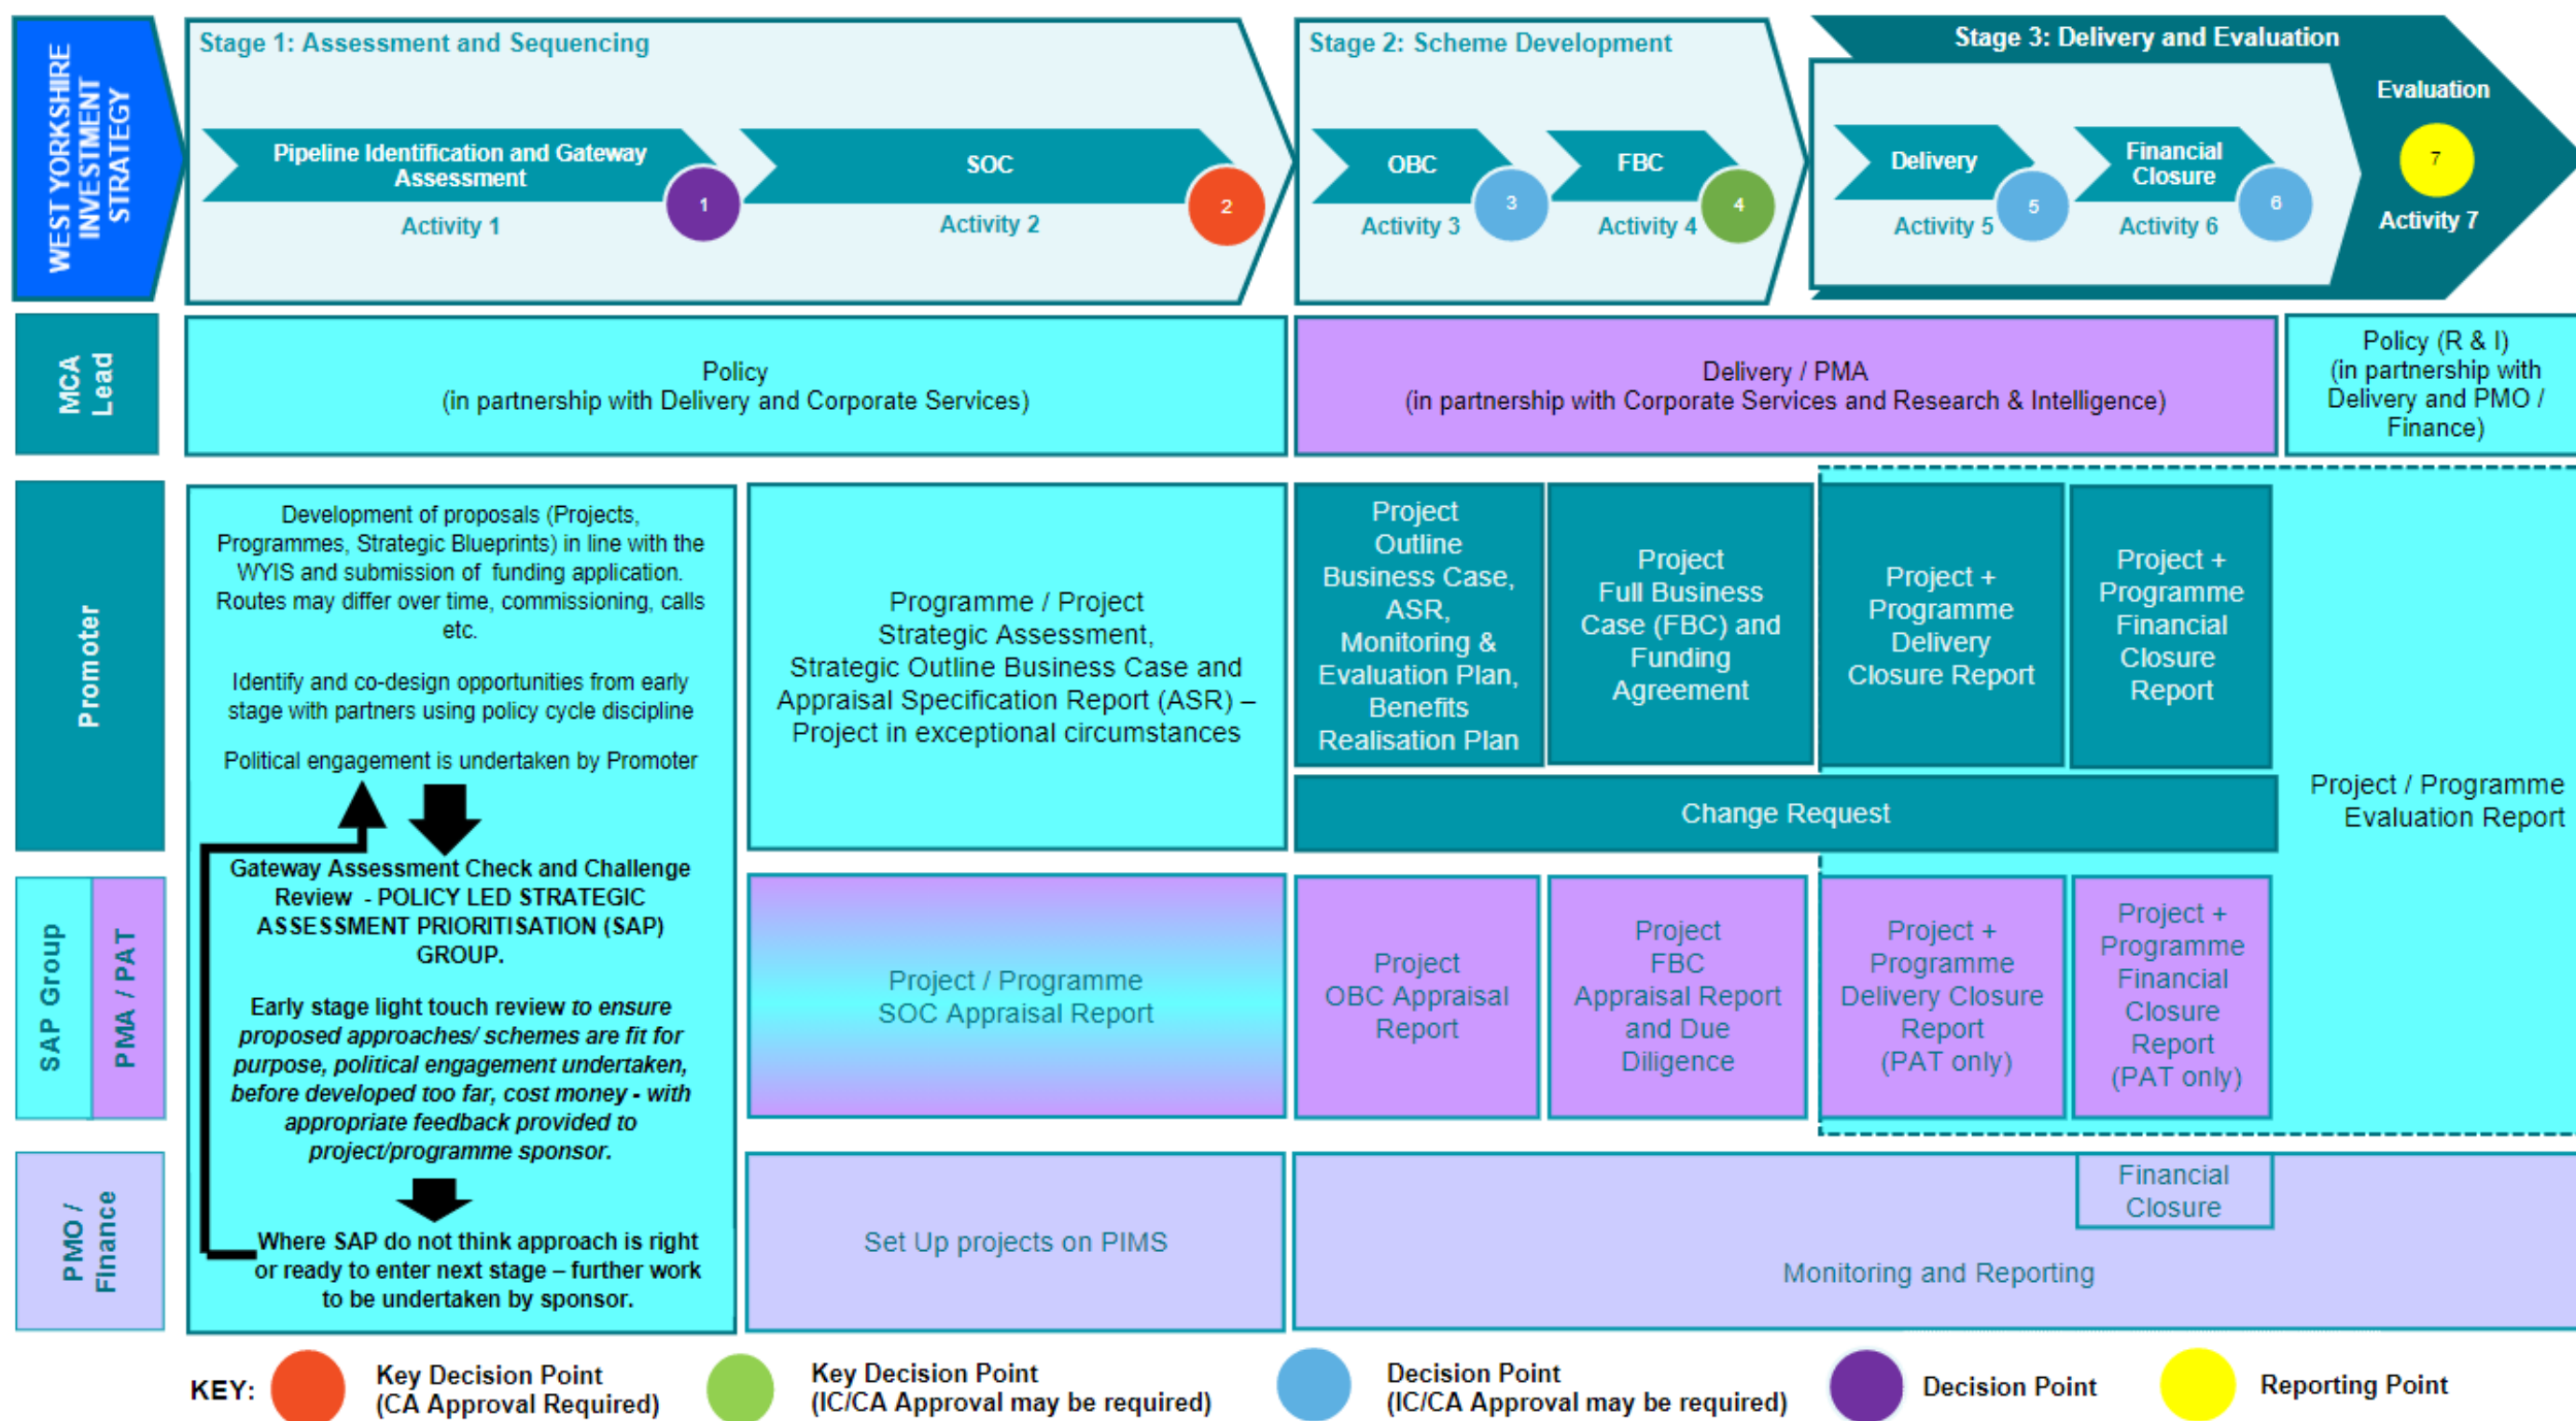 WEST YORKSHIRE
INVESTMENT
STRATEGY
Stage 1: Assessment and Sequencing
Pipeline Identification and Gateway
Assessment
Activity 1
1
SOC
Activity 2
2
Stage 2: Scheme Development
OBC
Activity 3
3
FBC
Activity 4
4
Stage 3: Delivery and Evaluation
Delivery
Activity 5
5
Financial
Closure
Activity 6
6
Evaluation
7
Activity 7
MCA
Lead
Policy
(in partnership with Delivery and Corporate Services)
Delivery / PMA
(in partnership with Corporate Services and Research & Intelligence)
Policy (R & I)
(in partnership with
Delivery and PMO /
Finance)
Promoter
Development of proposals (Projects,
Programmes, Strategic Blueprints) in line with the
WYIS and submission of funding application.
Routes may differ over time, commissioning, calls
etc.
Identify and co-design opportunities from early
stage with partners using policy cycle discipline
Political engagement is undertaken by Promoter
Gateway Assessment Check and Challenge
Review - POLICY LED STRATEGIC
ASSESSMENT PRIORITISATION (SAP)
GROUP.
Early stage light touch review to ensure
proposed approaches/ schemes are fit for
purpose, political engagement undertaken,
before developed too far, cost money - with
appropriate feedback provided to
project/programme sponsor.
Where SAP do not think approach is right
or ready to enter next stage – further work
to be undertaken by sponsor.
Programme / Project
Strategic Assessment,
Strategic Outline Business Case and
Appraisal Specification Report (ASR) –
Project in exceptional circumstances
Project
Outline
Business Case,
ASR,
Monitoring &
Evaluation Plan,
Benefits
Realisation Plan
Project
Full Business
Case (FBC) and
Funding
Agreement
Project +
Programme
Delivery
Closure Report
Project +
Programme
Financial
Closure
Report
Change Request
Project / Programme
Evaluation Report
SAP Group
PMA / PAT
Project / Programme
SOC Appraisal Report
Project
OBC Appraisal
Report
Project
FBC
Appraisal Report
and Due
Diligence
Project +
Programme
Delivery Closure
Report
(PAT only)
Project +
Programme
Financial
Closure
Report
(PAT only)
PMO /
Finance
Set Up projects on PIMS
Financial
Closure
Monitoring and Reporting
KEY:
Key Decision Point
(CA Approval Required)
Key Decision Point
(IC/CA Approval may be required)
Decision Point
(IC/CA Approval may be required)
Decision Point
Reporting Point